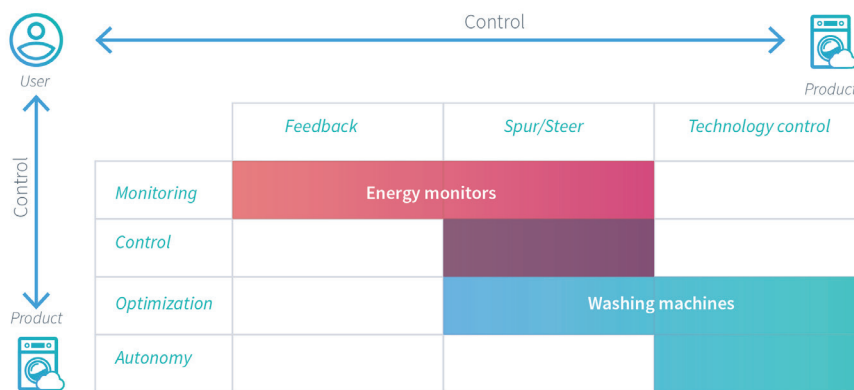 Control
User
Product
Feedback
Spur/Steer
Technology control
Control
Monitoring
Energy monitors
Control
Optimization
Washing machines
Product
Autonomy